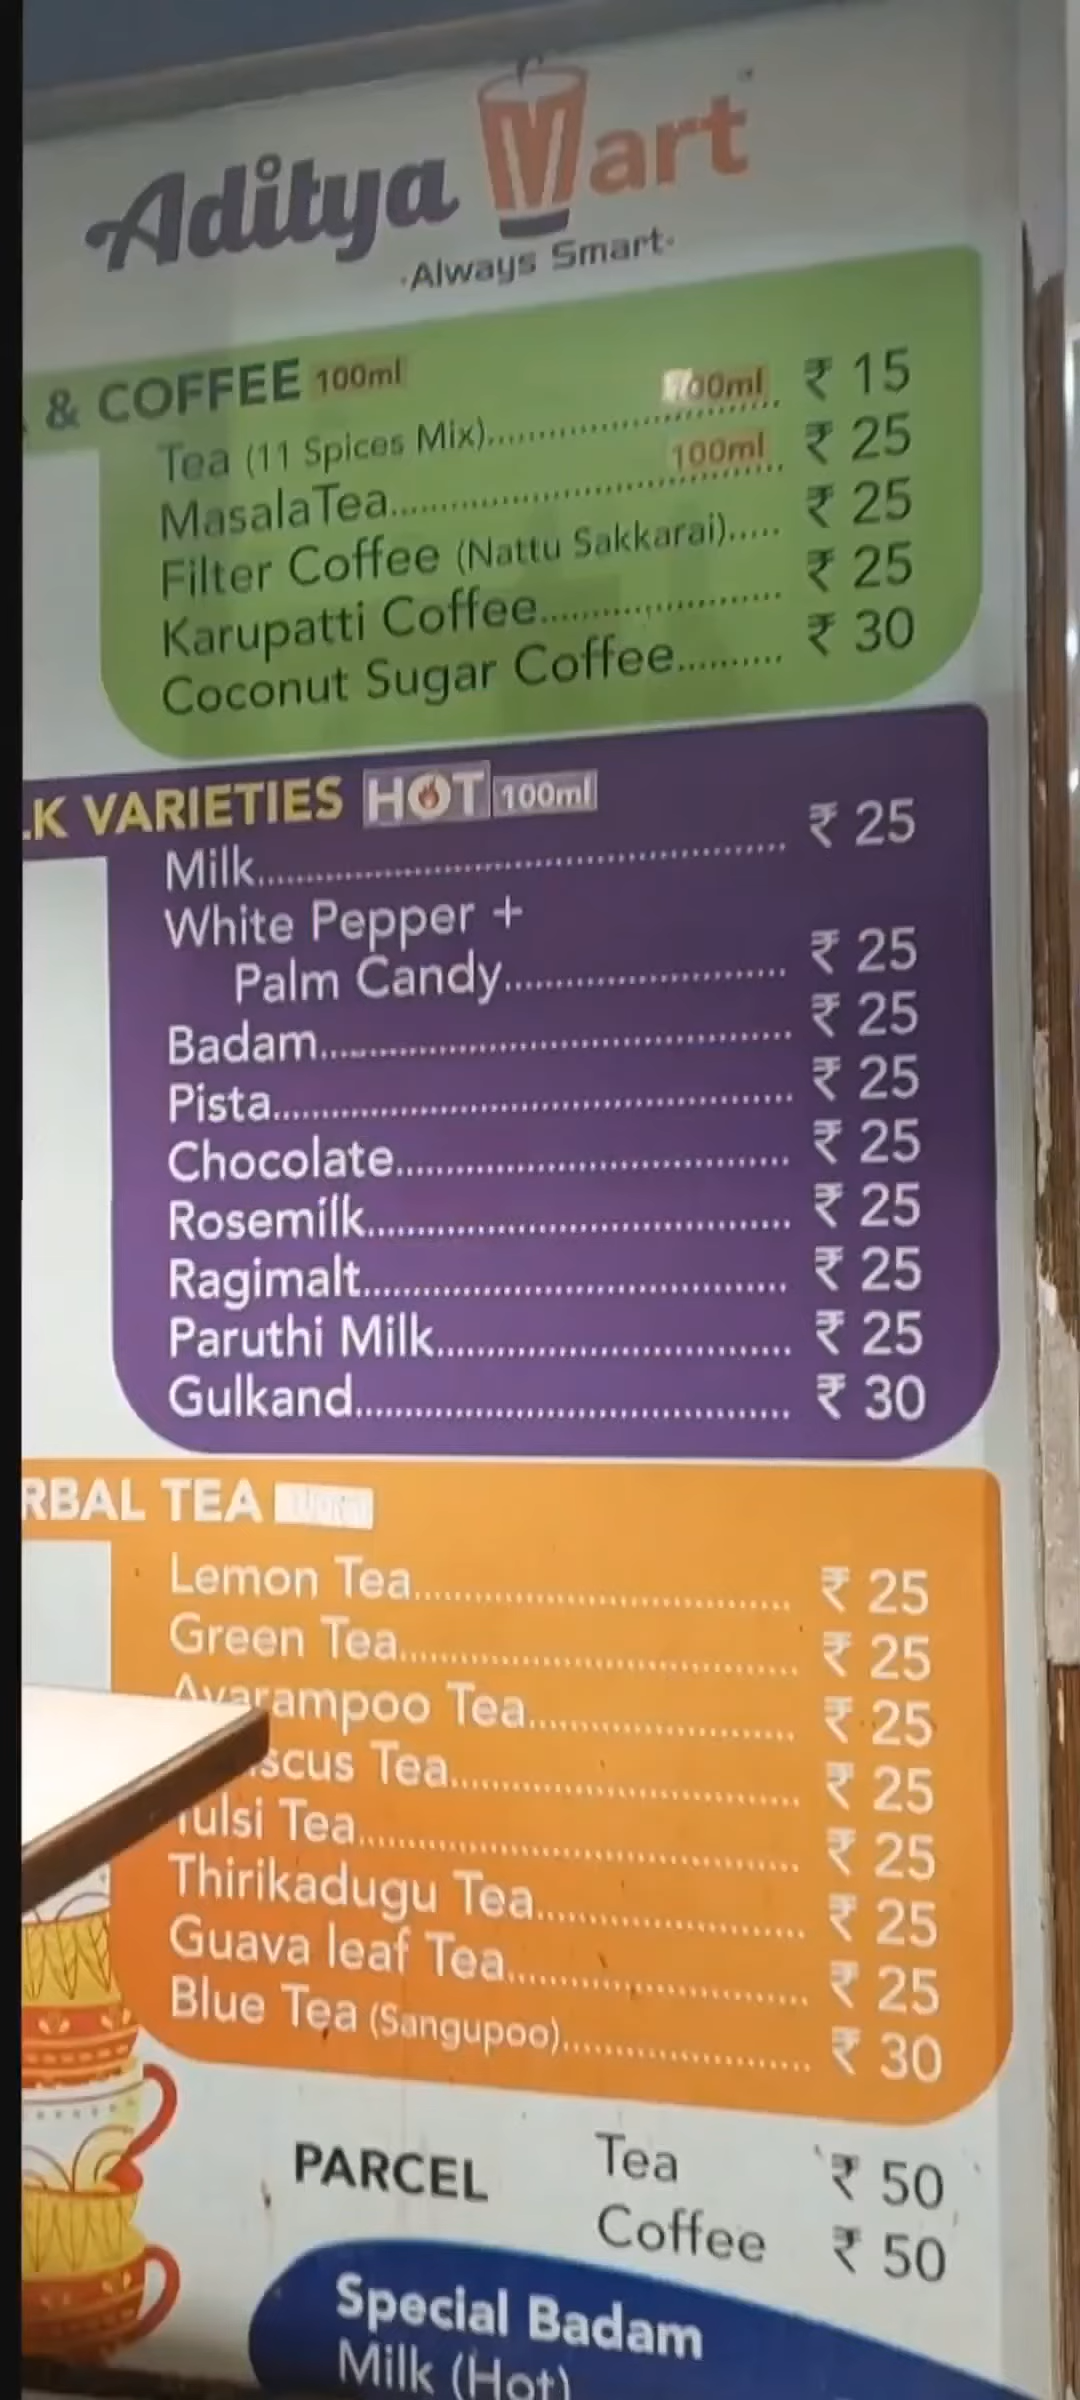 Aditya Mart
·Always Smart·
& COFFEE 100ml
Tea (11 Spices Mix)..... 100ml ₹ 15
MasalaTea..... 100ml ₹ 25
Filter Coffee (Nattu Sakkarai)..... ₹ 25
Karupatti Coffee..... ₹ 25
Coconut Sugar Coffee..... ₹ 30
LK VARIETIES HOT 100ml
Milk..... ₹ 25
White Pepper +
Palm Candy..... ₹ 25
Badam..... ₹ 25
Pista..... ₹ 25
Chocolate..... ₹ 25
Rosemilk..... ₹ 25
Ragimalt..... ₹ 25
Paruthi Milk..... ₹ 25
Gulkand..... ₹ 30
RBAL TEA
Lemon Tea..... ₹ 25
Green Tea..... ₹ 25
Avarampoo Tea..... ₹ 25
iscus Tea..... ₹ 25
Tulsi Tea..... ₹ 25
Thirikadugu Tea..... ₹ 25
Guava leaf Tea..... ₹ 25
Blue Tea (Sangupoo)..... ₹ 30
PARCEL Tea ₹ 50
Coffee ₹ 50
Special Badam
Milk (Hot)